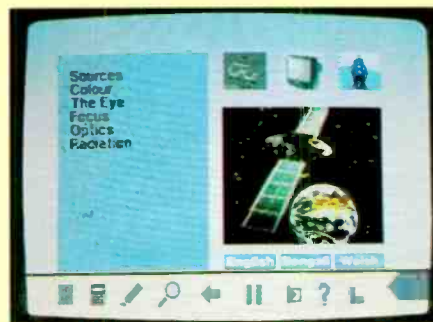 Sources
Colour
The Eye
Focus
Optics
Radiation
English Bengali Welsh
?